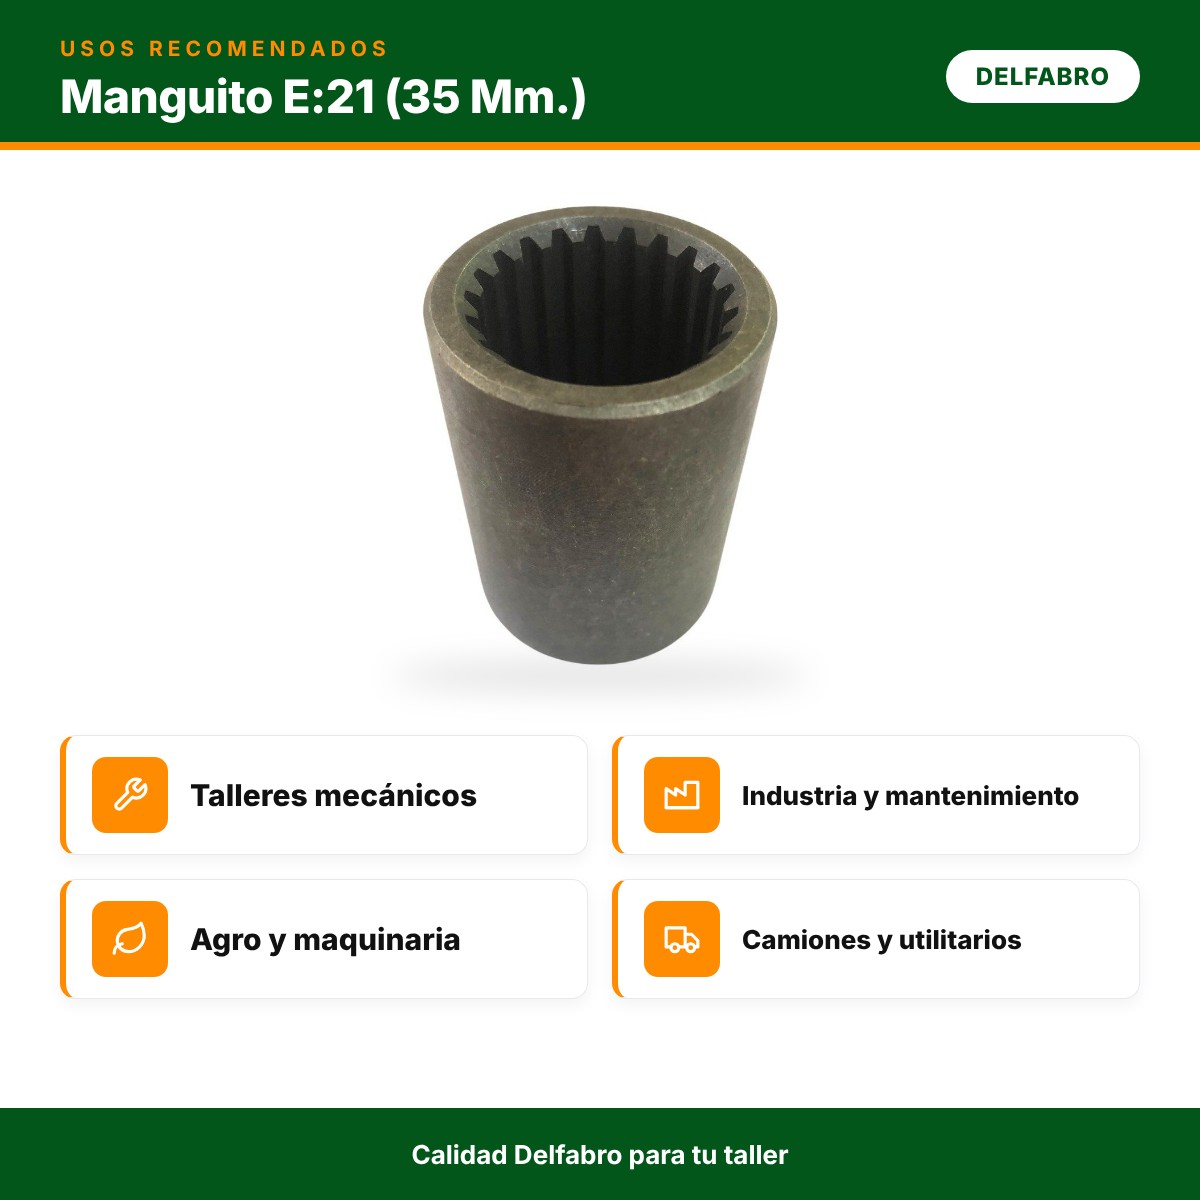 USOS RECOMENDADOS
Manguito E:21 (35 Mm.)
DELFABRO
Talleres mecánicos
Industria y mantenimiento
Agro y maquinaria
Camiones y utilitarios
Calidad Delfabro para tu taller